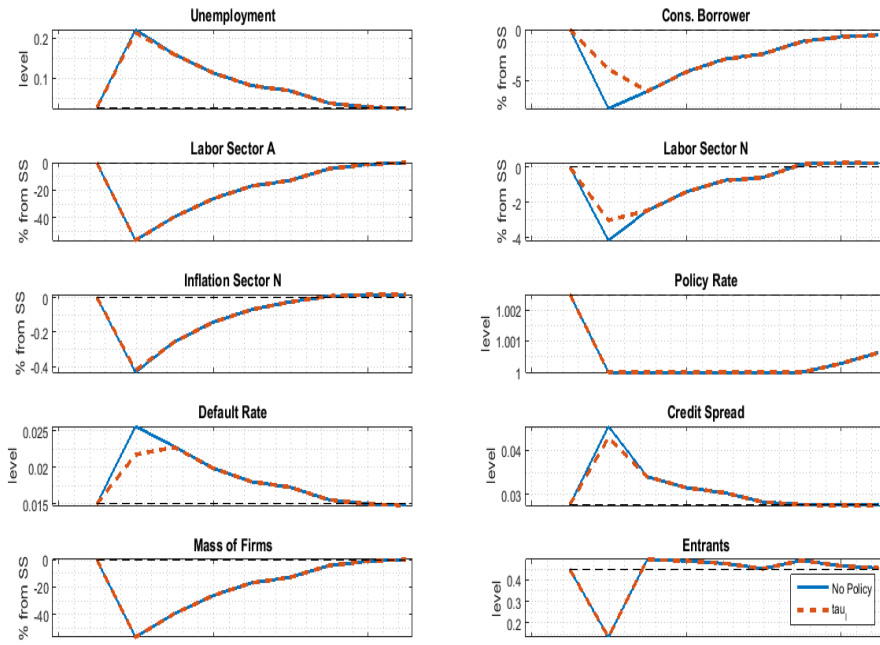 Unemployment
0.2
0.1
level
Cons. Borrower
0
-5
% from SS
Labor Sector A
0
-20
-40
% from SS
Labor Sector N
0
-2
-4
% from SS
Inflation Sector N
0
-0.2
-0.4
% from SS
Policy Rate
1.002
1.001
1
level
Default Rate
0.025
0.02
0.015
level
Credit Spread
0.04
0.03
level
Mass of Firms
0
-20
-40
% from SS
Entrants
0.4
0.3
0.2
level
No Policy
tau_l